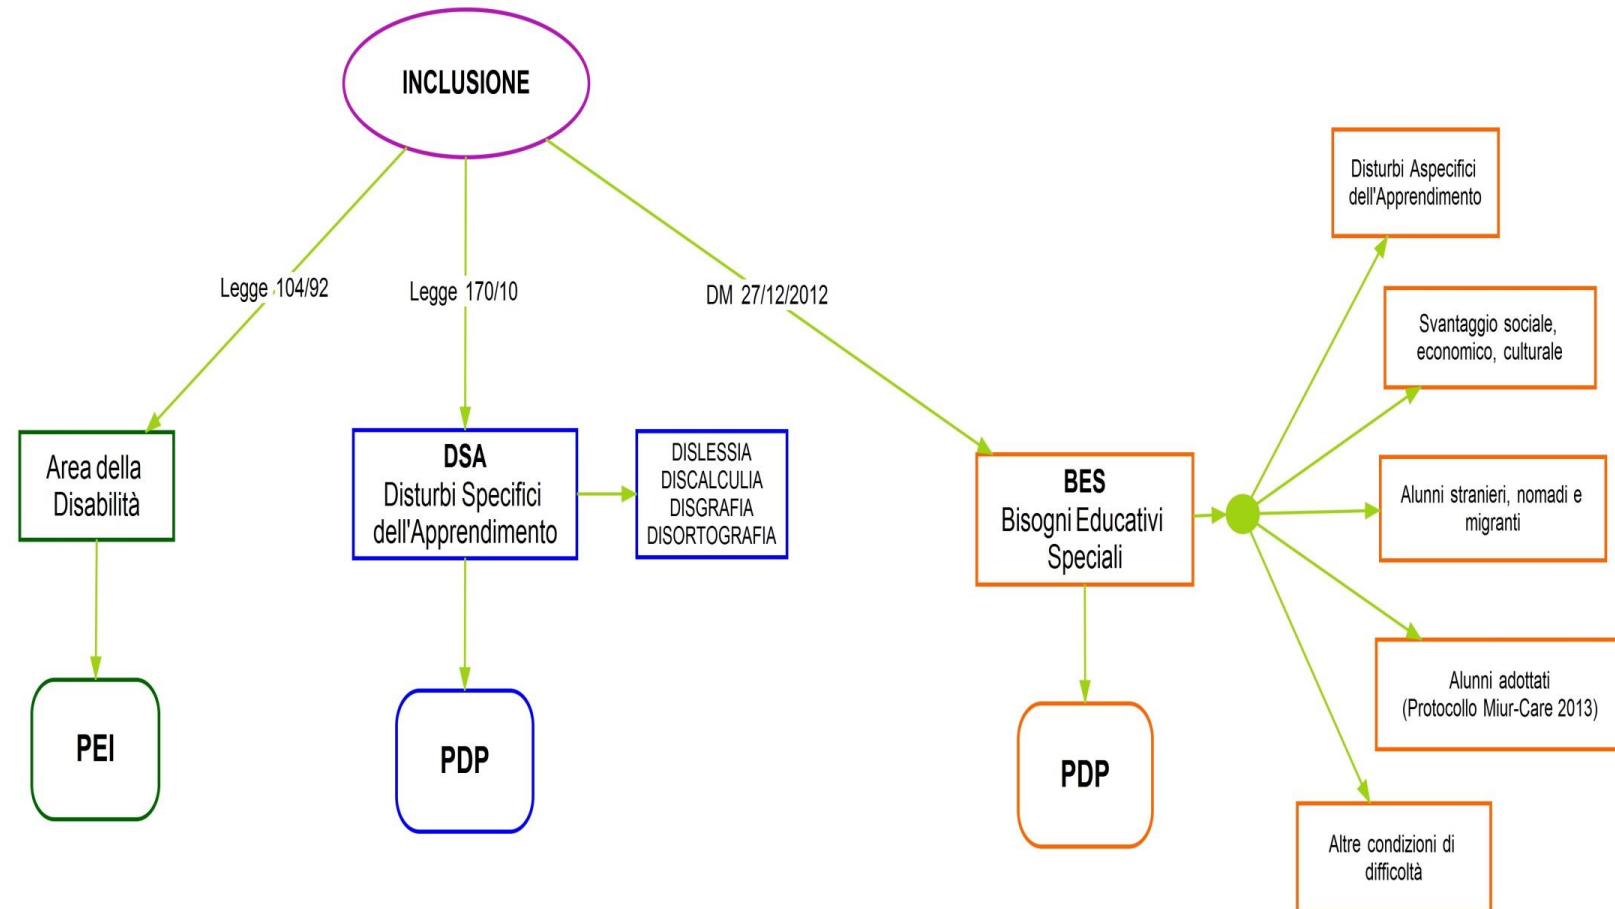 INCLUSIONE
Legge 104/92
Legge 170/10
DM 27/12/2012
Area della
Disabilità
PEI
DSA
Disturbi Specifici
dell'Apprendimento
DISLESSIA
DISCALCULIA
DISGRAFIA
DISORTOGRAFIA
PDP
BES
Bisogni Educativi
Speciali
PDP
Disturbi Aspecifici
dell'Apprendimento
Svantaggio sociale,
economico, culturale
Alunni stranieri, nomadi e
migranti
Alunni adottati
(Protocollo Miur-Care 2013)
Altre condizioni di
difficoltà